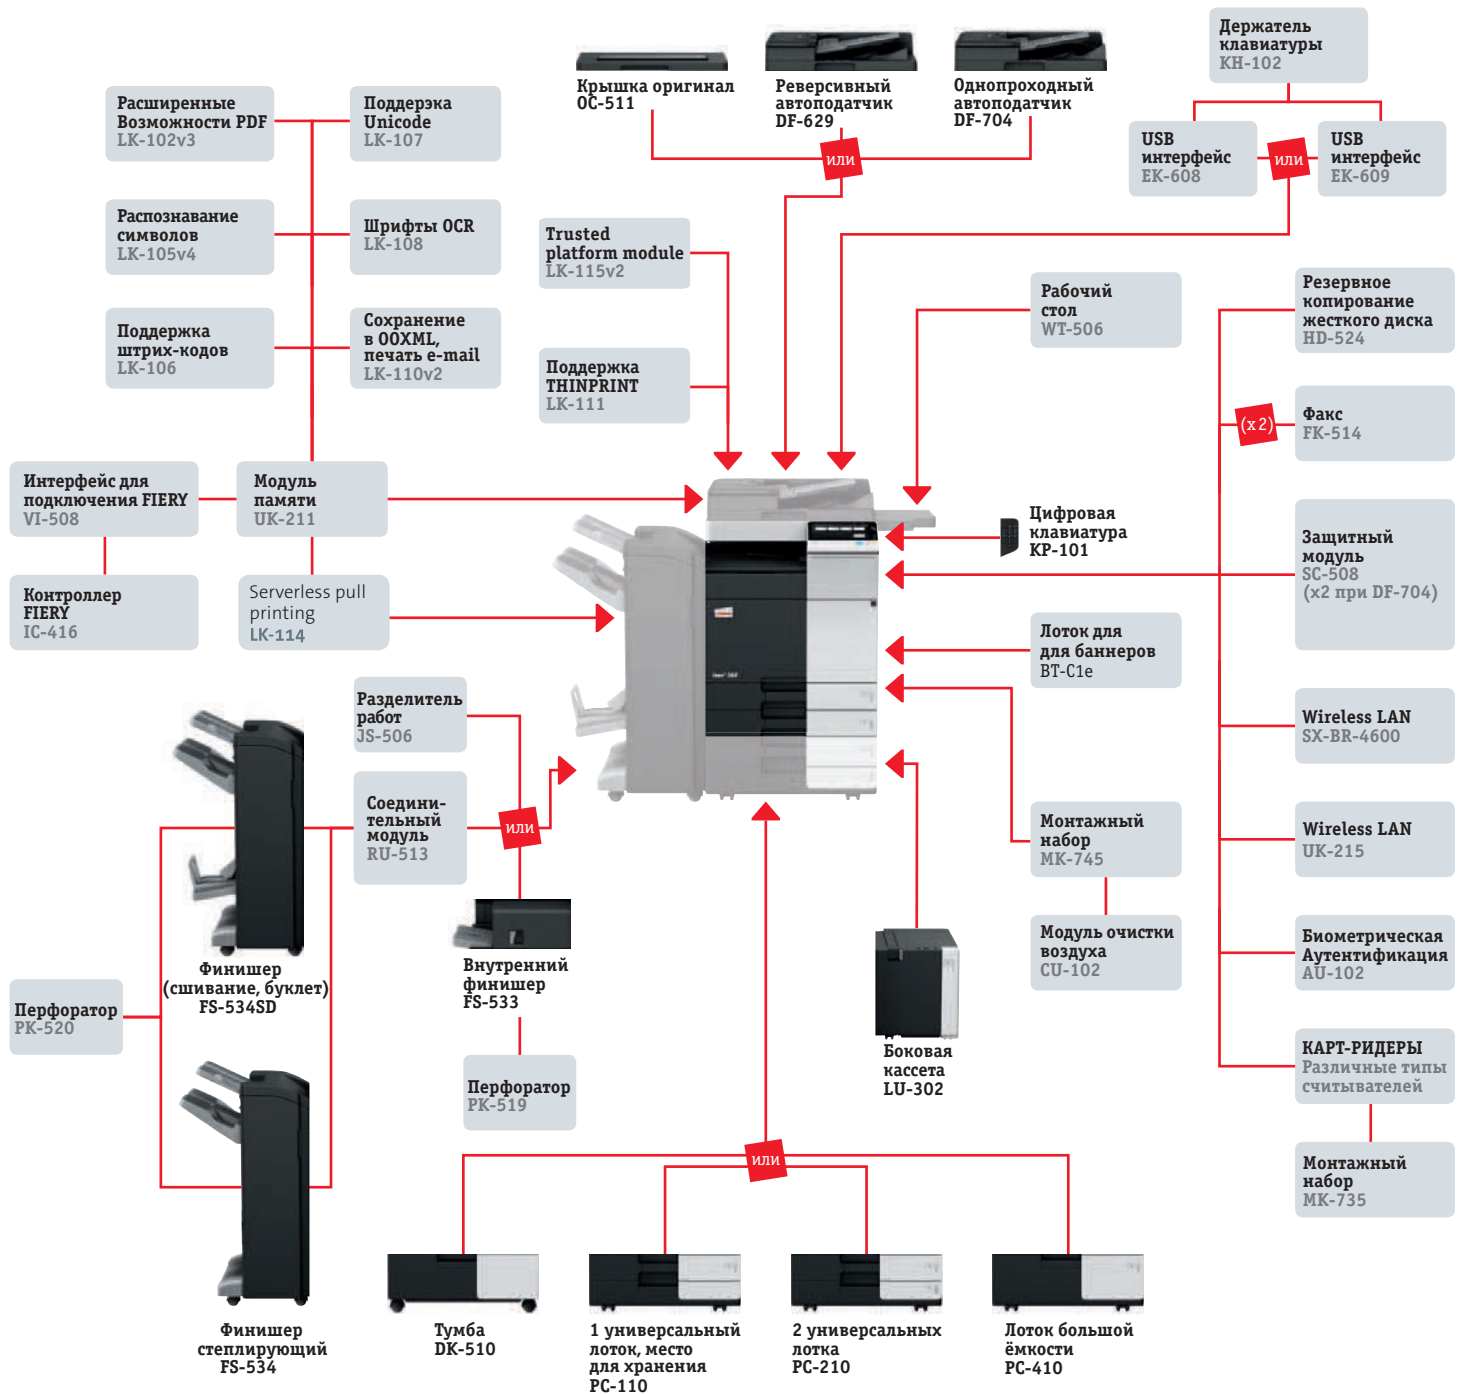 Крышка оригинал
OC-511
Реверсивный
автоподатчик
DF-629
Однопроходный
автоподатчик
DF-704
или
Держатель
клавиатуры
KH-102
USB
интерфейс
EK-608
или
USB
интерфейс
EK-609
Расширенные
Возможности PDF
LK-102v3
Поддерэка
Unicode
LK-107
Распознавание
символов
LK-105v4
Шрифты OCR
LK-108
Поддержка
штрих-кодов
LK-106
Сохранение
в OOXML,
печать e-mail
LK-110v2
Trusted
platform module
LK-115v2
Поддержка
THINPRINT
LK-111
Рабочий
стол
WT-506
Резервное
копирование
жесткого диска
HD-524
(x2)
Факс
FK-514
Интерфейс для
подключения FIERY
VI-508
Модуль
памяти
UK-211
Контроллер
FIERY
IC-416
Serverless pull
printing
LK-114
Цифровая
клавиатура
KP-101
Защитный
модуль
SC-508
(x2 при DF-704)
Лоток для
для баннеров
BT-C1e
Разделитель
работ
JS-506
Соедини-
тельный
модуль
RU-513
или
Wireless LAN
SX-BR-4600
Монтажный
набор
MK-745
Wireless LAN
UK-215
Модуль очистки
воздуха
CU-102
Биометрическая
Аутентификация
AU-102
Финишер
(сшивание, буклет)
FS-534SD
Внутренний
финишер
FS-533
Перфоратор
PK-520
Перфоратор
PK-519
Боковая
кассета
LU-302
КАРТ-РИДЕРЫ
Различные типы
считывателей
Монтажный
набор
MK-735
или
Финишер
степлирующий
FS-534
Тумба
DK-510
1 универсальный
лоток, место
для хранения
PC-110
2 универсальных
лотка
PC-210
Лоток большой
ёмкости
PC-410